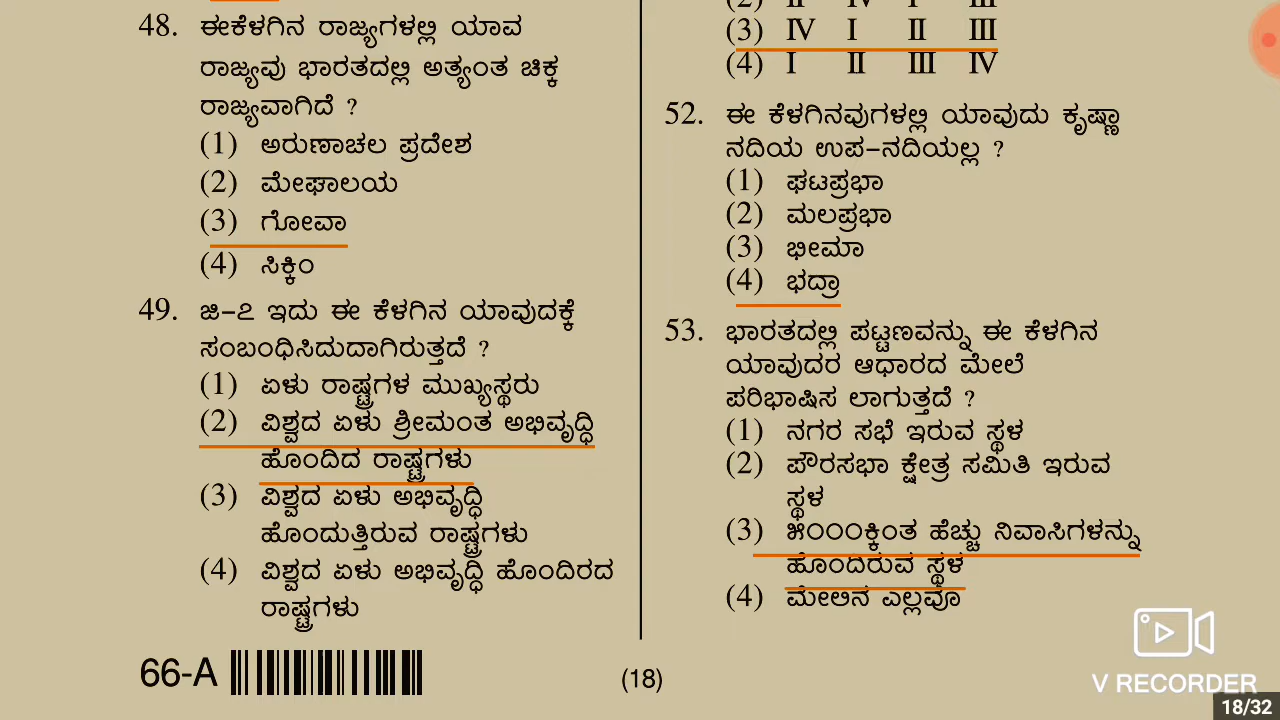 48. ಈಕೆಳಗಿನ ರಾಜ್ಯಗಳಲ್ಲಿ ಯಾವ
ರಾಜ್ಯವು ಭಾರತದಲ್ಲಿ ಅತ್ಯಂತ ಚಿಕ್ಕ
ರಾಜ್ಯವಾಗಿದೆ ?
(1) ಅರುಣಾಚಲ ಪ್ರದೇಶ
(2) ಮೇಘಾಲಯ
(3) ಗೋವಾ
(4) ಸಿಕ್ಕಿಂ
49. ಜಿ–೭ ಇದು ಈ ಕೆಳಗಿನ ಯಾವುದಕ್ಕೆ
ಸಂಬಂಧಿಸಿದುದಾಗಿರುತ್ತದೆ ?
(1) ಏಳು ರಾಷ್ಟ್ರಗಳ ಮುಖ್ಯಸ್ಥರು
(2) ವಿಶ್ವದ ಏಳು ಶ್ರೀಮಂತ ಅಭಿವೃದ್ಧಿ
ಹೊಂದಿದ ರಾಷ್ಟ್ರಗಳು
(3) ವಿಶ್ವದ ಏಳು ಅಭಿವೃದ್ಧಿ
ಹೊಂದುತ್ತಿರುವ ರಾಷ್ಟ್ರಗಳು
(4) ವಿಶ್ವದ ಏಳು ಅಭಿವೃದ್ಧಿ ಹೊಂದಿರದ
ರಾಷ್ಟ್ರಗಳು
(2) II IV I III
(3) IV I II III
(4) I II III IV
52. ಈ ಕೆಳಗಿನವುಗಳಲ್ಲಿ ಯಾವುದು ಕೃಷ್ಣಾ
ನದಿಯ ಉಪ–ನದಿಯಲ್ಲ ?
(1) ಘಟಪ್ರಭಾ
(2) ಮಲಪ್ರಭಾ
(3) ಭೀಮಾ
(4) ಭದ್ರಾ
53. ಭಾರತದಲ್ಲಿ ಪಟ್ಟಣವನ್ನು ಈ ಕೆಳಗಿನ
ಯಾವುದರ ಆಧಾರದ ಮೇಲೆ
ಪರಿಭಾಷಿಸ ಲಾಗುತ್ತದೆ ?
(1) ನಗರ ಸಭೆ ಇರುವ ಸ್ಥಳ
(2) ಪೌರಸಭಾ ಕ್ಷೇತ್ರ ಸಮಿತಿ ಇರುವ
ಸ್ಥಳ
(3) ೫೦೦೦ಕ್ಕಿಂತ ಹೆಚ್ಚು ನಿವಾಸಿಗಳನ್ನು
ಹೊಂದಿರುವ ಸ್ಥಳ
(4) ಮೇಲಿನ ಎಲ್ಲವೂ
66-A
(18)
V RECORDER
18/32